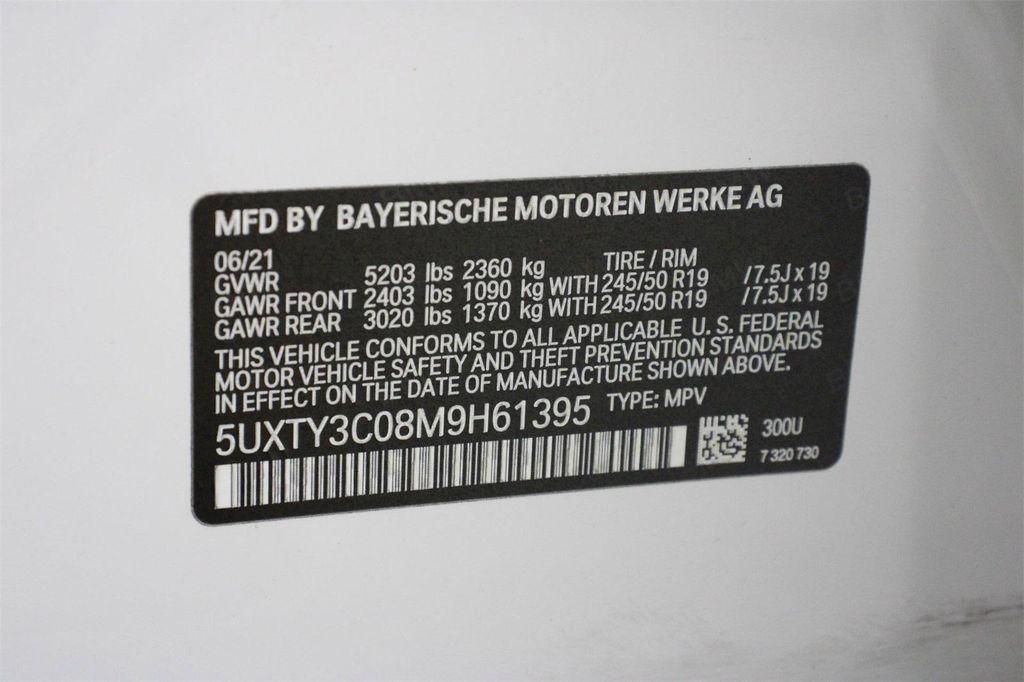 MFD BY BAYERISCHE MOTOREN WERKE AG
06/21 TIRE / RIM
GVWR 5203 lbs 2360 kg
GAWR FRONT 2403 lbs 1090 kg WITH 245/50 R19 /7.5J x 19
GAWR REAR 3020 lbs 1370 kg WITH 245/50 R19 /7.5J x 19
THIS VEHICLE CONFORMS TO ALL APPLICABLE U. S. FEDERAL
MOTOR VEHICLE SAFETY AND THEFT PREVENTION STANDARDS
IN EFFECT ON THE DATE OF MANUFACTURE SHOWN ABOVE.
5UXTY3C08M9H61395 TYPE: MPV
300U
7 320 730